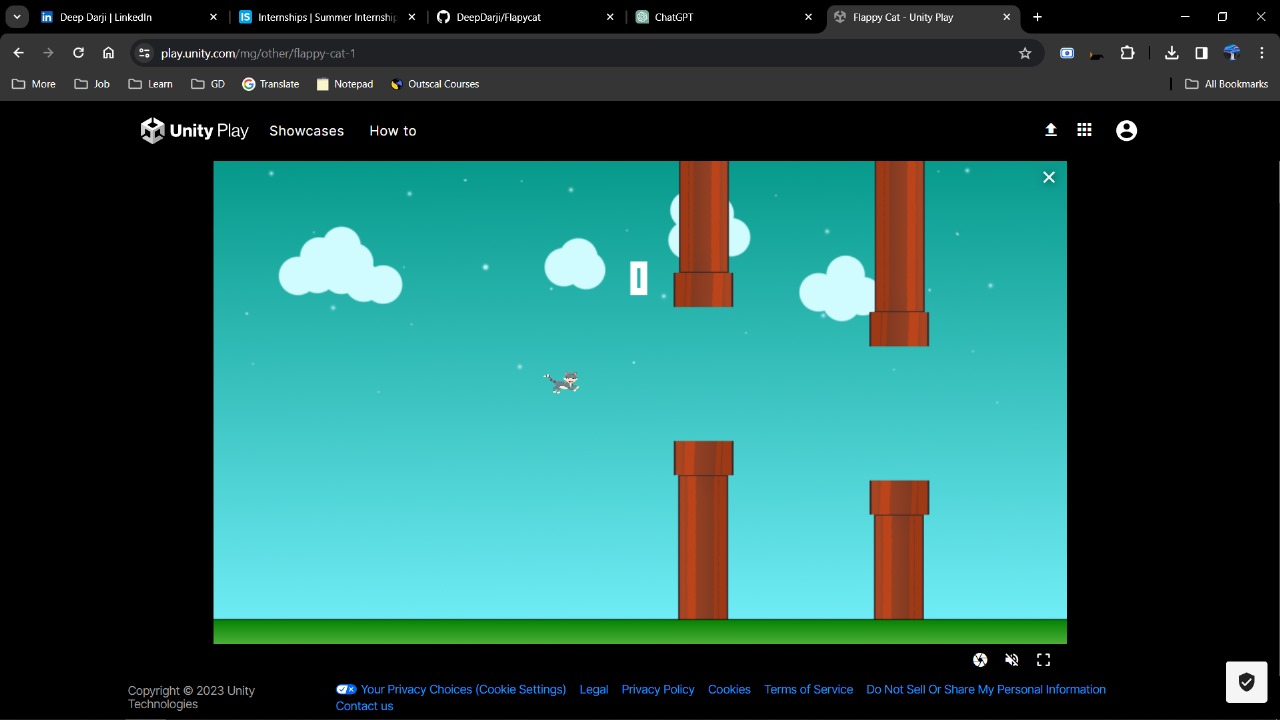 Deep Darji | LinkedIn
Internships | Summer Internship
DeepDarji/Flapycat
ChatGPT
Flappy Cat - Unity Play
play.unity.com/mg/other/flappy-cat-1
More
Job
Learn
GD
Translate
Notepad
Outscal Courses
All Bookmarks
Unity Play
Showcases
How to
Copyright © 2023 Unity
Technologies
Your Privacy Choices (Cookie Settings)
Legal
Privacy Policy
Cookies
Terms of Service
Do Not Sell Or Share My Personal Information
Contact us